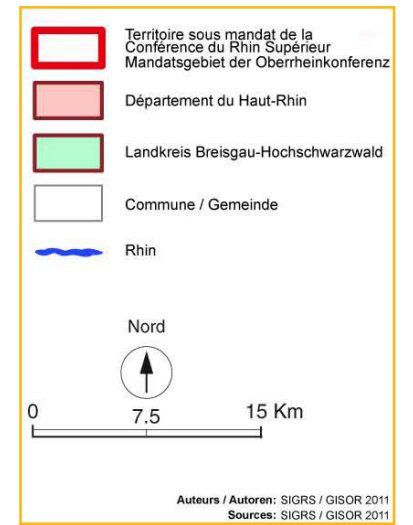 Territoire sous mandat de la
Conférence du Rhin Supérieur
Mandatsgebiet der Oberrheinkonferenz
Département du Haut-Rhin
Landkreis Breisgau-Hochschwarzwald
Commune / Gemeinde
Rhin
Nord
0 7.5 15 Km
Auteurs / Autoren: SIGRS / GISOR 2011
Sources: SIGRS / GISOR 2011